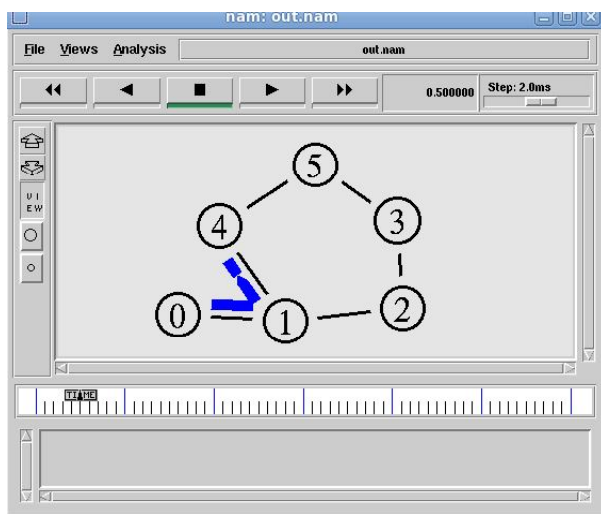 nam: out.nam
File Views Analysis out.nam
0.500000 Step: 2.0ms
V I
E W
5
4 3
0 1 2
TIME